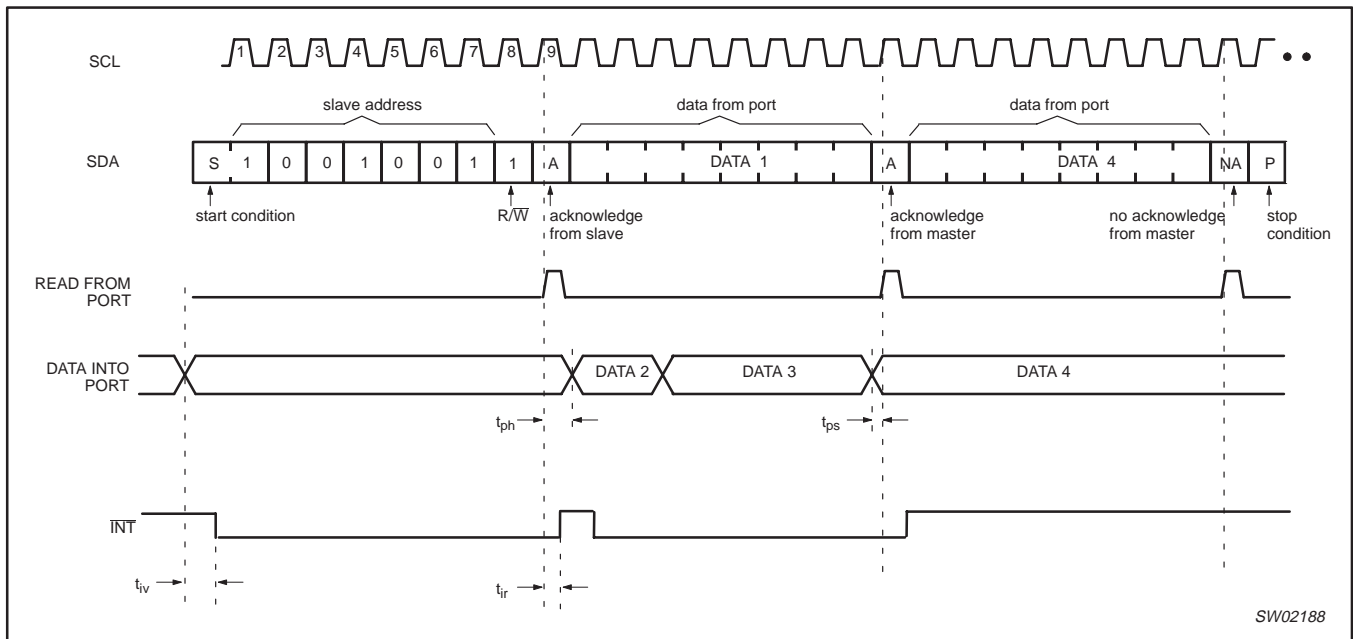 SCL
1 2 3 4 5 6 7 8 9
slave address
data from port
data from port
SDA
S 1 0 0 1 0 0 1 1 A DATA 1 A DATA 4 NA P
start condition
R/W̅
acknowledge
from slave
acknowledge
from master
no acknowledge
from master
stop
condition
READ FROM
PORT
DATA INTO
PORT
DATA 2
DATA 3
DATA 4
tph
tps
I̅N̅T̅
tiv
tir
SW02188